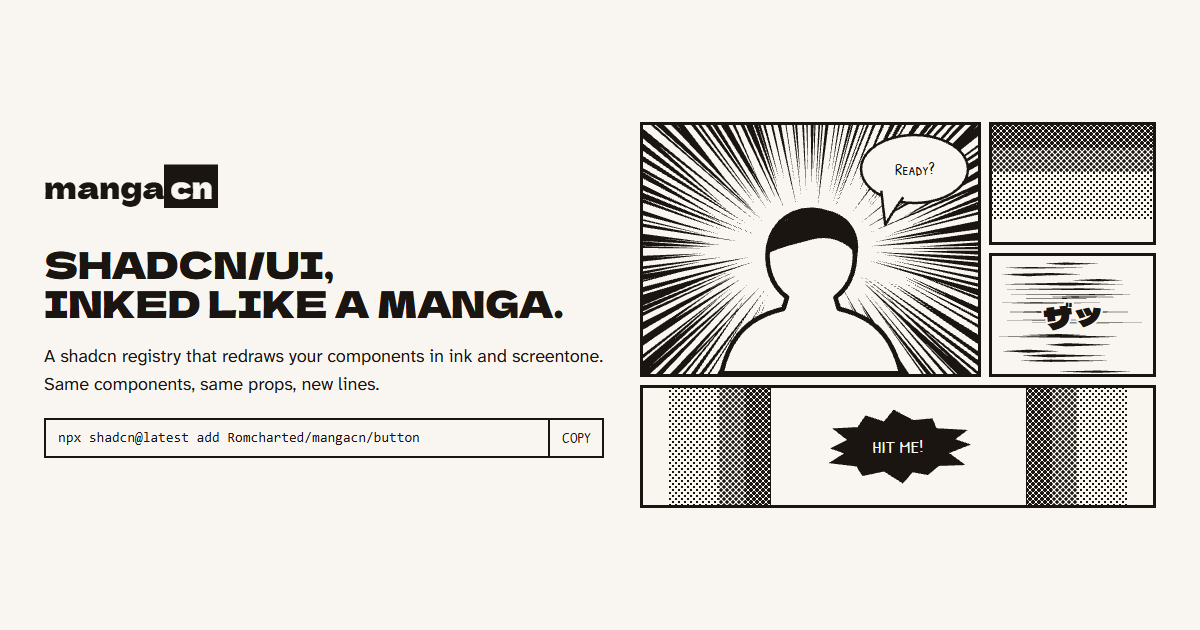 mangacn
SHADCN/UI,
INKED LIKE A MANGA.
A shadcn registry that redraws your components in ink and screentone.
Same components, same props, new lines.
npx shadcn@latest add Romcharted/mangacn/button
COPY
READY?
ザッ
HIT ME!